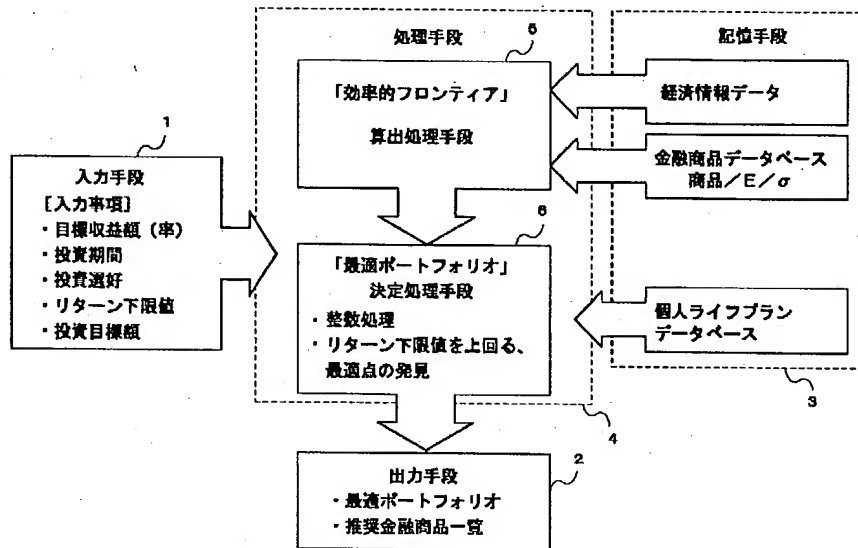 1
入力手段
［入力事項］
・目標収益額（率）
・投資期間
・投資選好
・リターン下限値
・投資目標額
処理手段
5
「効率的フロンティア」
算出処理手段
6
「最適ポートフォリオ」
決定処理手段
・整数処理
・リターン下限値を上回る、
最適点の発見
4
記憶手段
経済情報データ
金融商品データベース
商品／E／σ
個人ライフプラン
データベース
3
2
出力手段
・最適ポートフォリオ
・推奨金融商品一覧